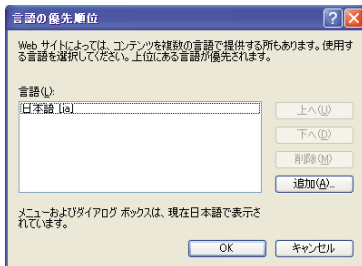 言語の優先順位
Web サイトによっては、コンテンツを複数の言語で提供する所もあります。使用す
る言語を選択してください。上位にある言語が優先されます。
言語(L):
日本語 [ja]
上へ(U)
下へ(D)
削除(M)
追加(A)...
メニューおよびダイアログ ボックスは、現在日本語で表示さ
れています。
OK
キャンセル